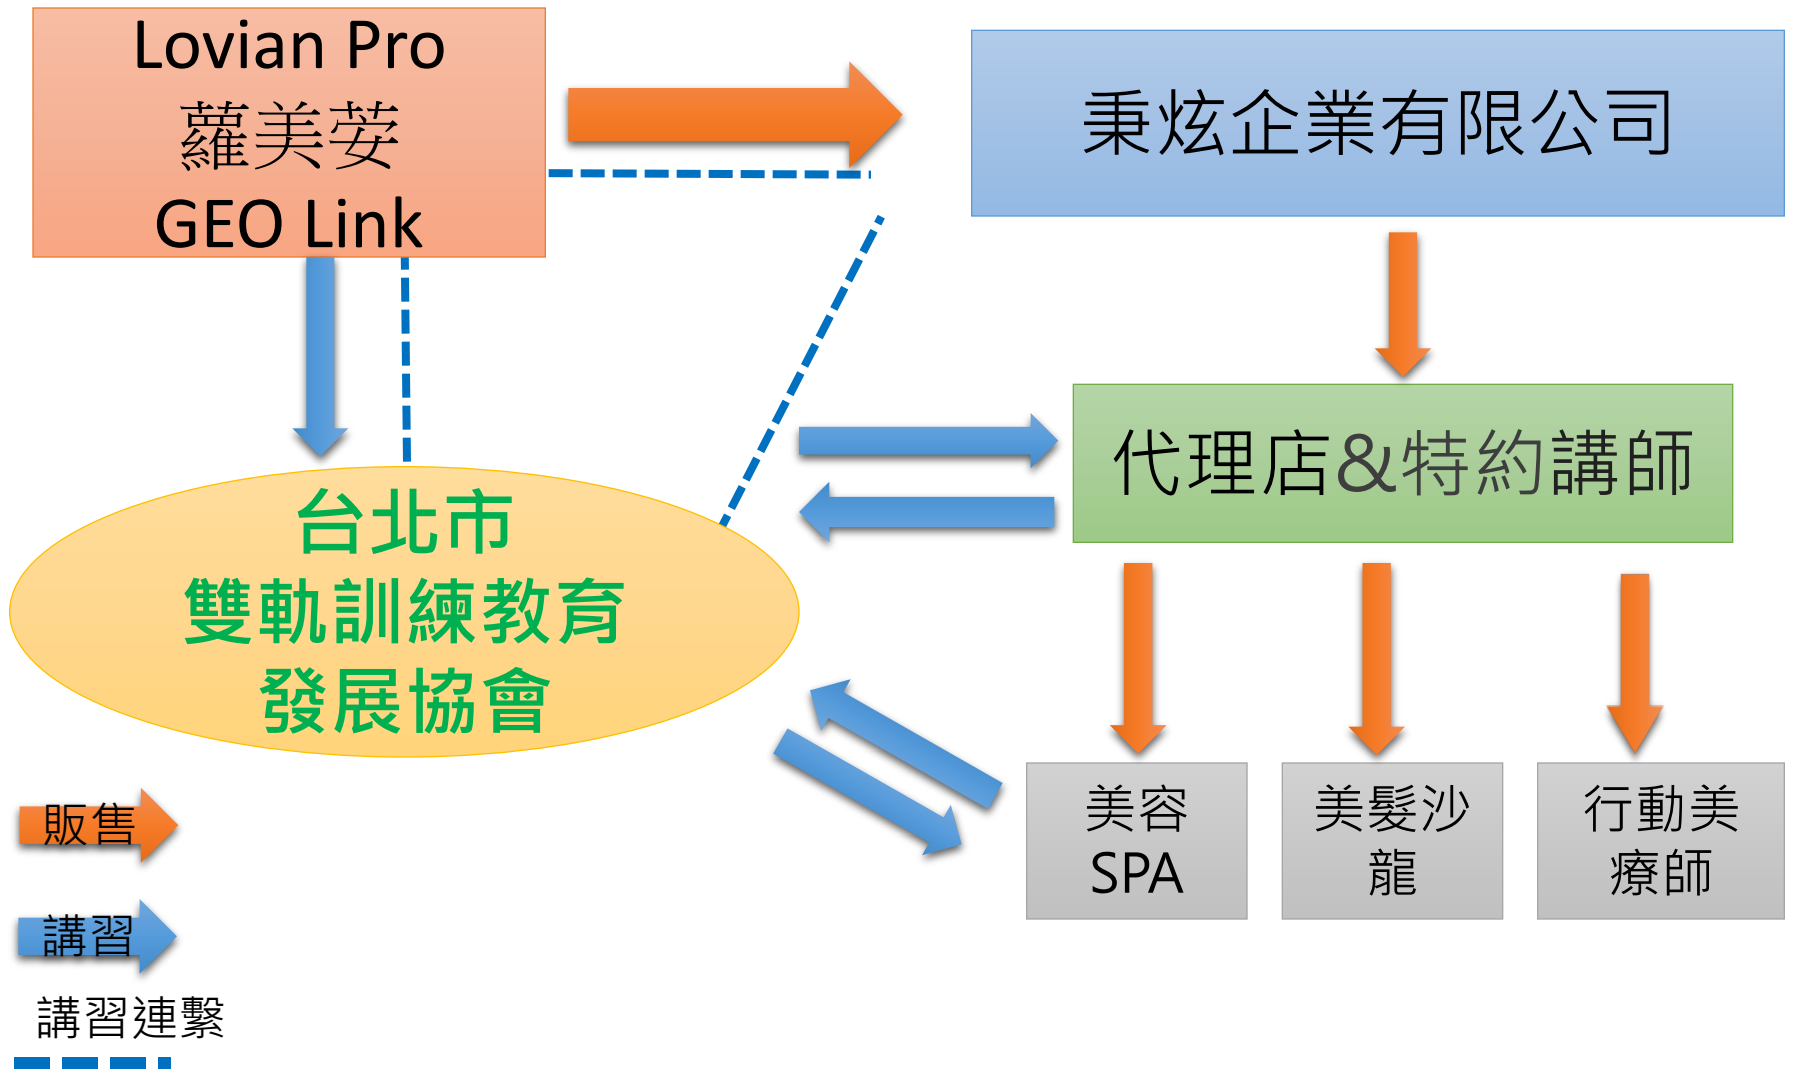 Lovian Pro
蘿美荌
GEO Link
秉炫企業有限公司
代理店&特約講師
台北市
雙軌訓練教育
發展協會
美容
SPA
美髮沙
龍
行動美
療師
販售
講習
講習連繫